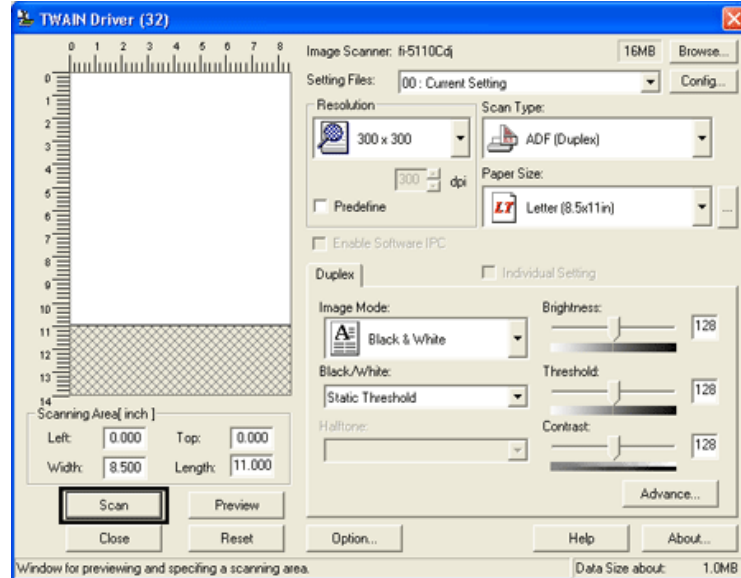 TWAIN Driver (32)
0 1 2 3 4 5 6 7 8
0
1
2
3
4
5
6
7
8
9
10
11
12
13
14
Image Scanner: fi-5110Cdj
16MB
Browse...
Setting Files:
00 : Current Setting
Config...
Resolution
300 x 300
300
dpi
Predefine
Scan Type:
ADF (Duplex)
Paper Size:
LT
Letter (8.5x11in)
...
Enable Software IPC
Duplex
Individual Setting
Image Mode:
A
Black & White
Black/White:
Static Threshold
Halftone:
Brightness:
128
Threshold:
128
Contrast:
128
Advance...
Scanning Area[ inch ]
Left: 0.000 Top: 0.000
Width: 8.500 Length: 11.000
Scan Preview
Close Reset
Option... Help About...
Window for previewing and specifing a scanning area.
Data Size about: 1.0MB